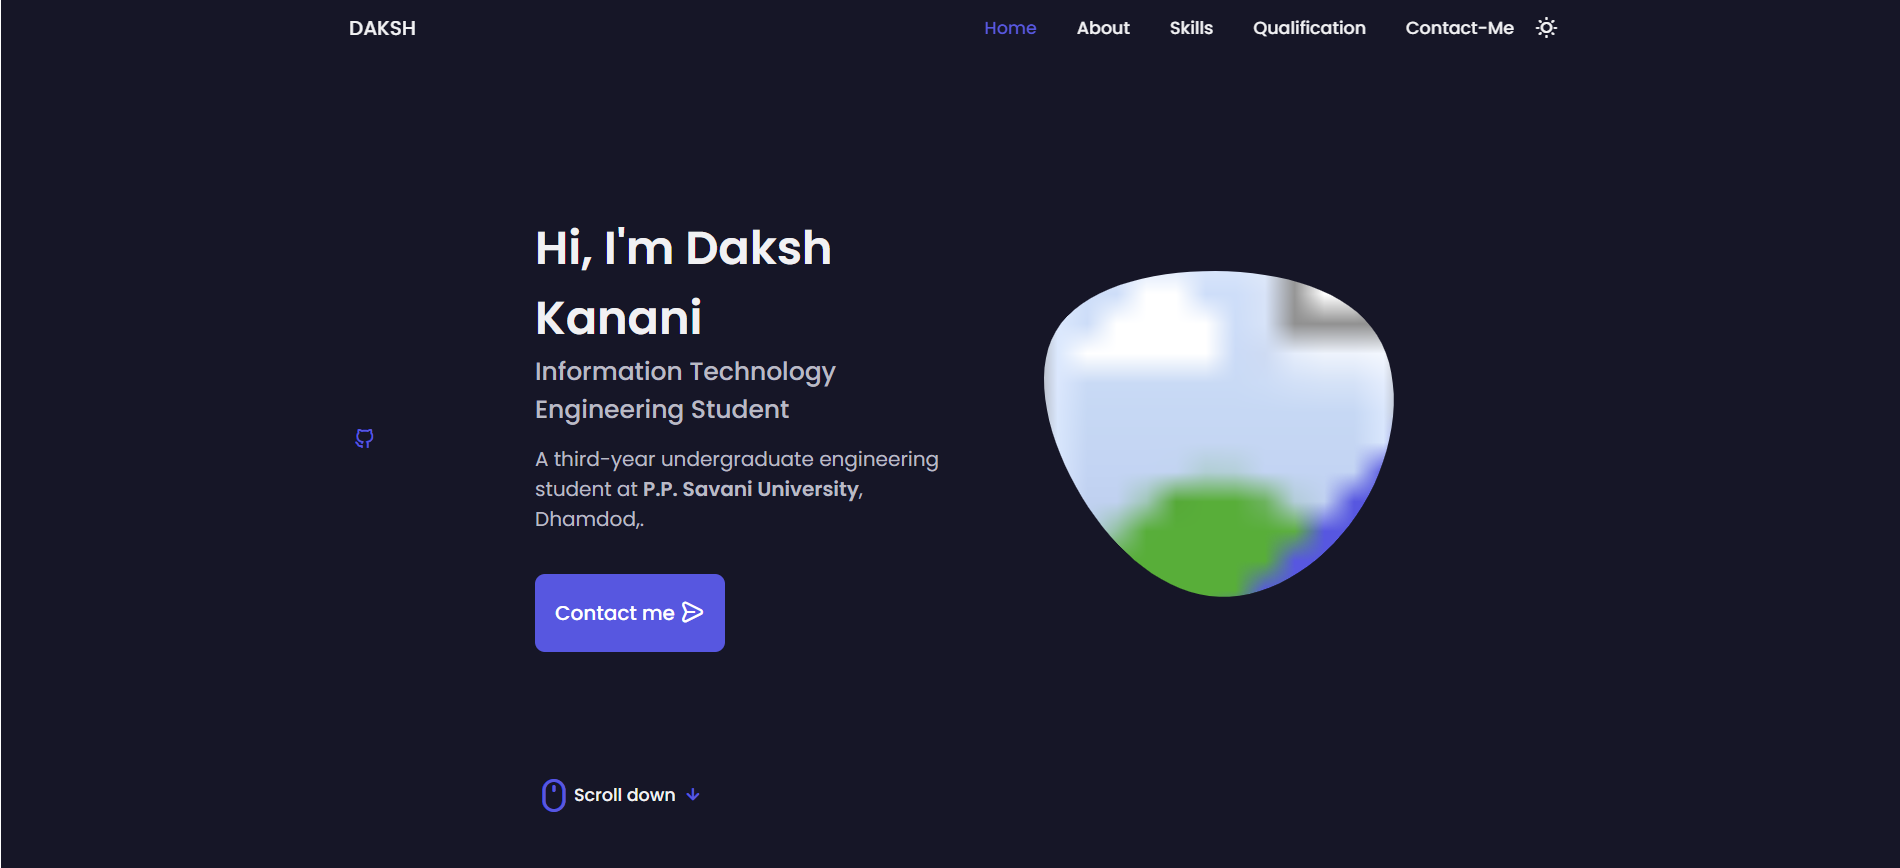 DAKSH
Home About Skills Qualification Contact-Me
Hi, I'm Daksh
Kanani
Information Technology
Engineering Student
A third-year undergraduate engineering
student at P.P. Savani University,
Dhamdod,.
Contact me
Scroll down